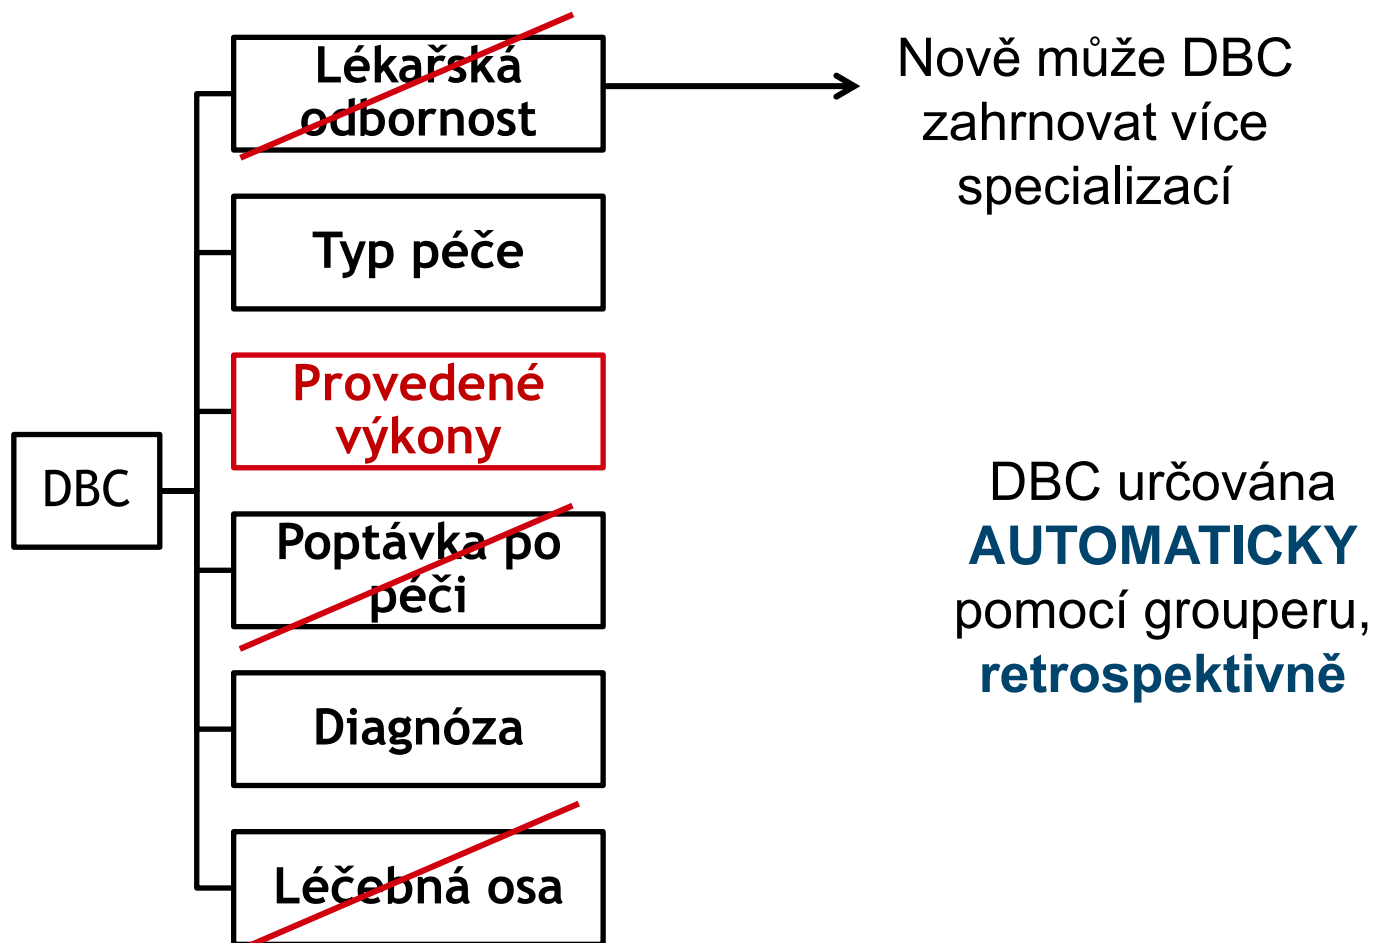 Lékařská
odbornost
Nově může DBC
zahrnovat více
specializací
Typ péče
Provedené
výkony
DBC
Poptávka po
péči
DBC určována
AUTOMATICKY
pomocí grouperu,
retrospektivně
Diagnóza
Léčebná osa